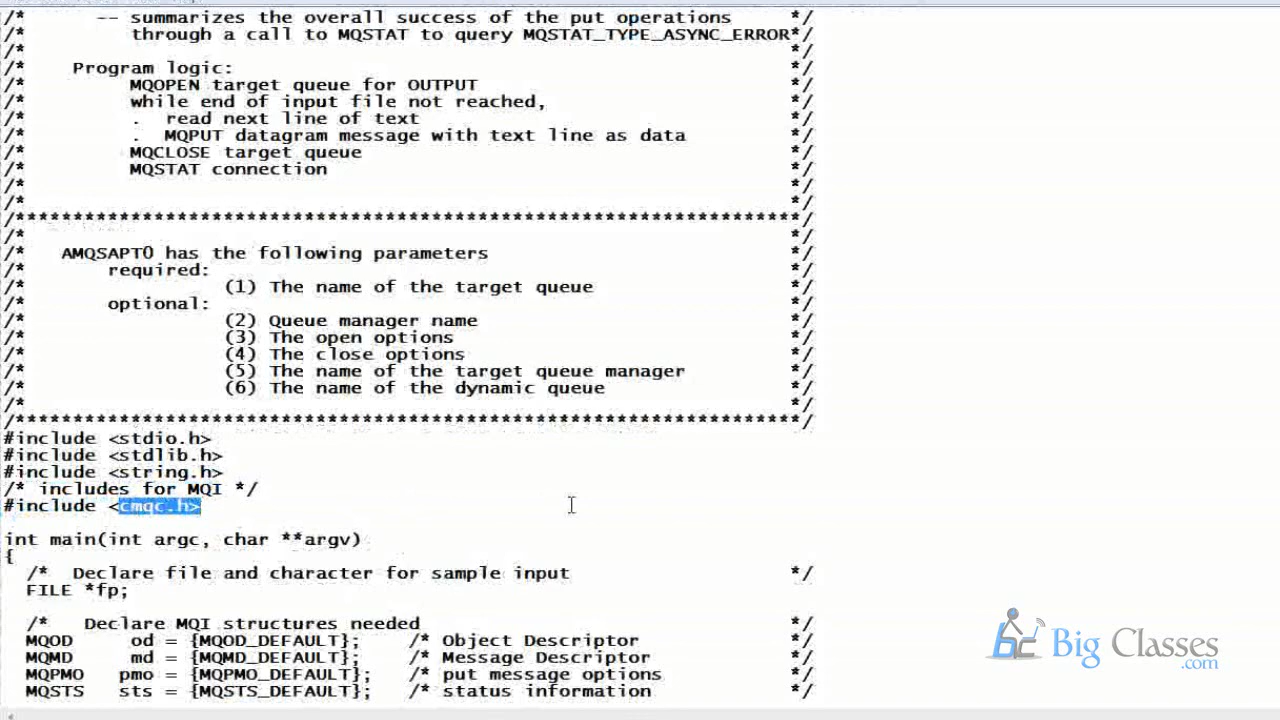 /*      -- summarizes the overall success of the put operations      */
/*         through a call to MQSTAT to query MQSTAT_TYPE_ASYNC_ERROR*/
/*                                                                  */
/*    Program logic:                                                */
/*         MQOPEN target queue for OUTPUT                           */
/*         while end of input file not reached,                     */
/*         .  read next line of text                                */
/*         .  MQPUT datagram message with text line as data         */
/*         MQCLOSE target queue                                     */
/*         MQSTAT connection                                        */
/*                                                                  */
/*                                                                  */
/********************************************************************/
/*                                                                  */
/*   AMQSAPT0 has the following parameters                          */
/*       required:                                                  */
/*                 (1) The name of the target queue                 */
/*       optional:                                                  */
/*                 (2) Queue manager name                           */
/*                 (3) The open options                             */
/*                 (4) The close options                            */
/*                 (5) The name of the target queue manager         */
/*                 (6) The name of the dynamic queue                */
/*                                                                  */
/********************************************************************/
#include <stdio.h>
#include <stdlib.h>
#include <string.h>
/* includes for MQI */
#include <cmqc.h>
int main(int argc, char **argv)
{
/*  Declare file and character for sample input                   */
FILE *fp;
/*   Declare MQI structures needed                                */
MQOD     od = {MQOD_DEFAULT};    /* Object Descriptor             */
MQMD     md = {MQMD_DEFAULT};    /* Message Descriptor            */
MQPMO   pmo = {MQPMO_DEFAULT};   /* put message options           */
MQSTS   sts = {MQSTS_DEFAULT};   /* status information            */
Big Classes
.com